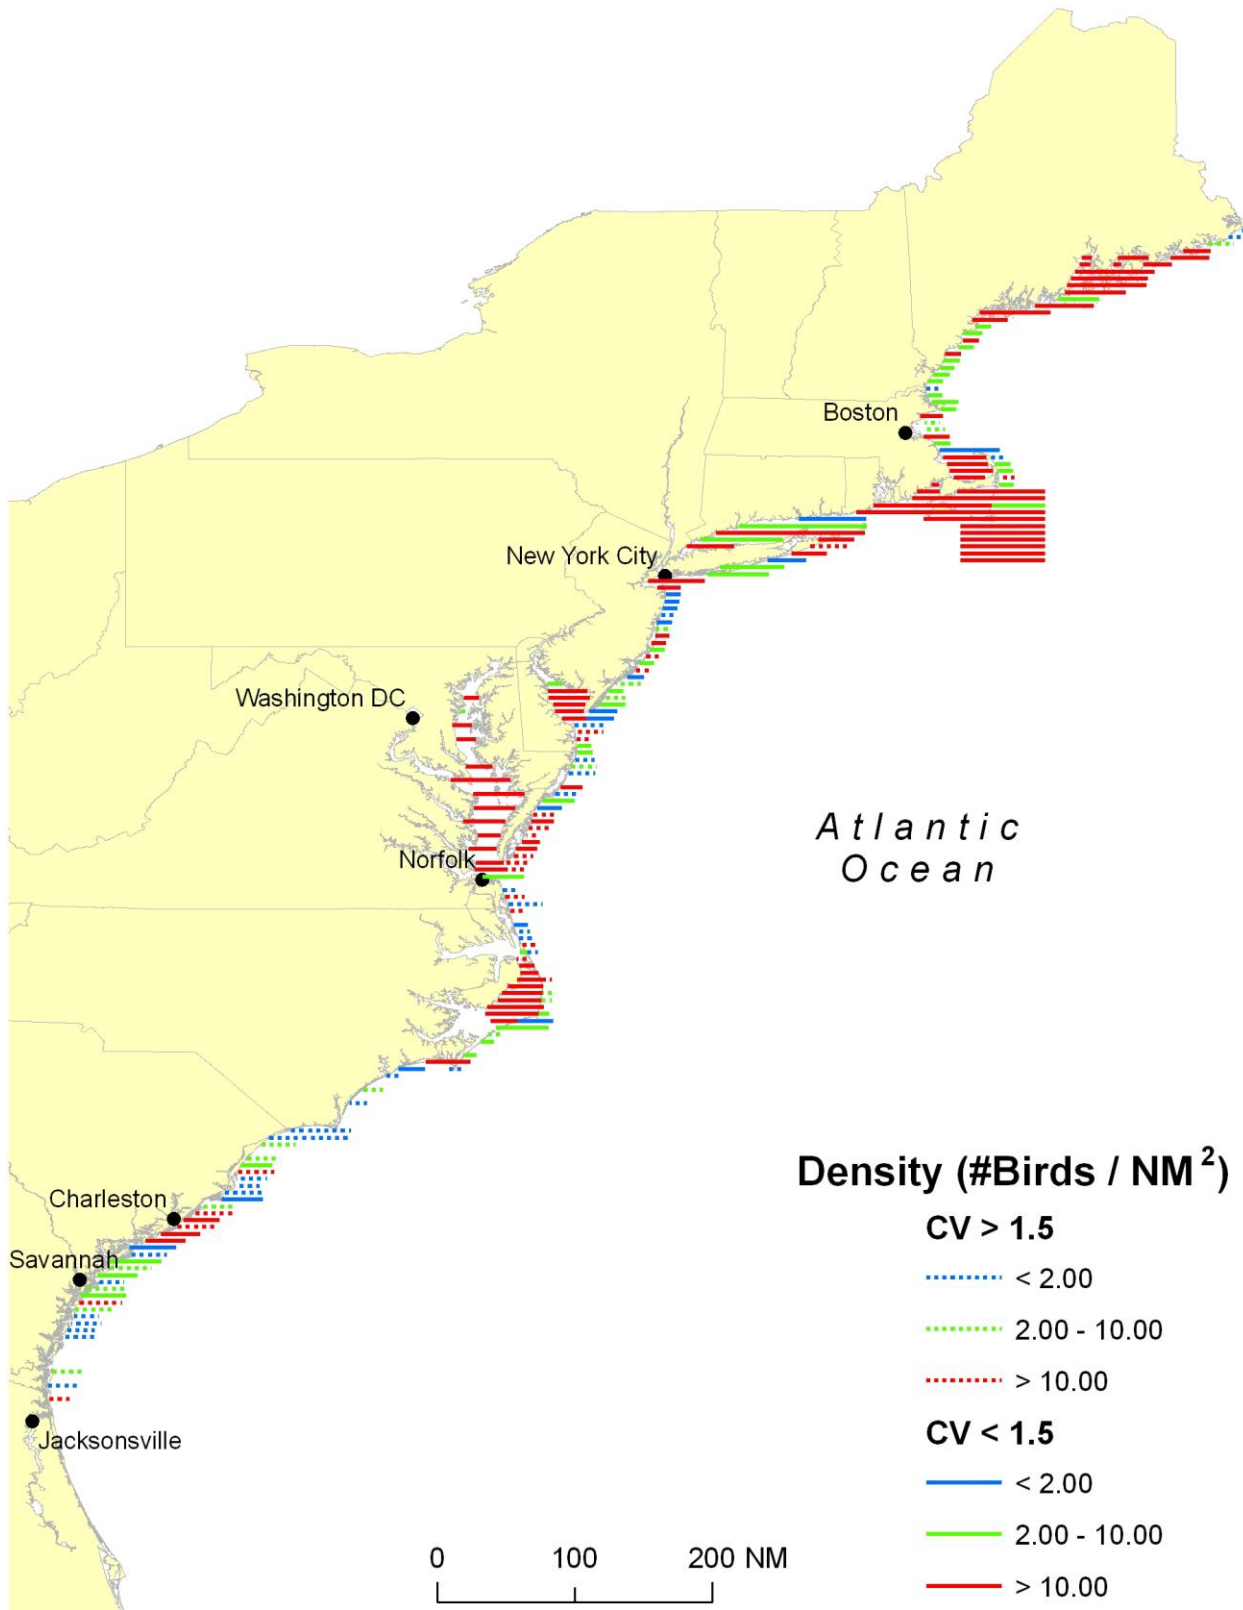 Boston
New York City
Washington DC
Atlantic
Ocean
Norfolk
Density (#Birds / NM²)
CV > 1.5
< 2.00
2.00 - 10.00
> 10.00
CV < 1.5
< 2.00
2.00 - 10.00
> 10.00
Charleston
Savannah
Jacksonsville
0 100 200 NM